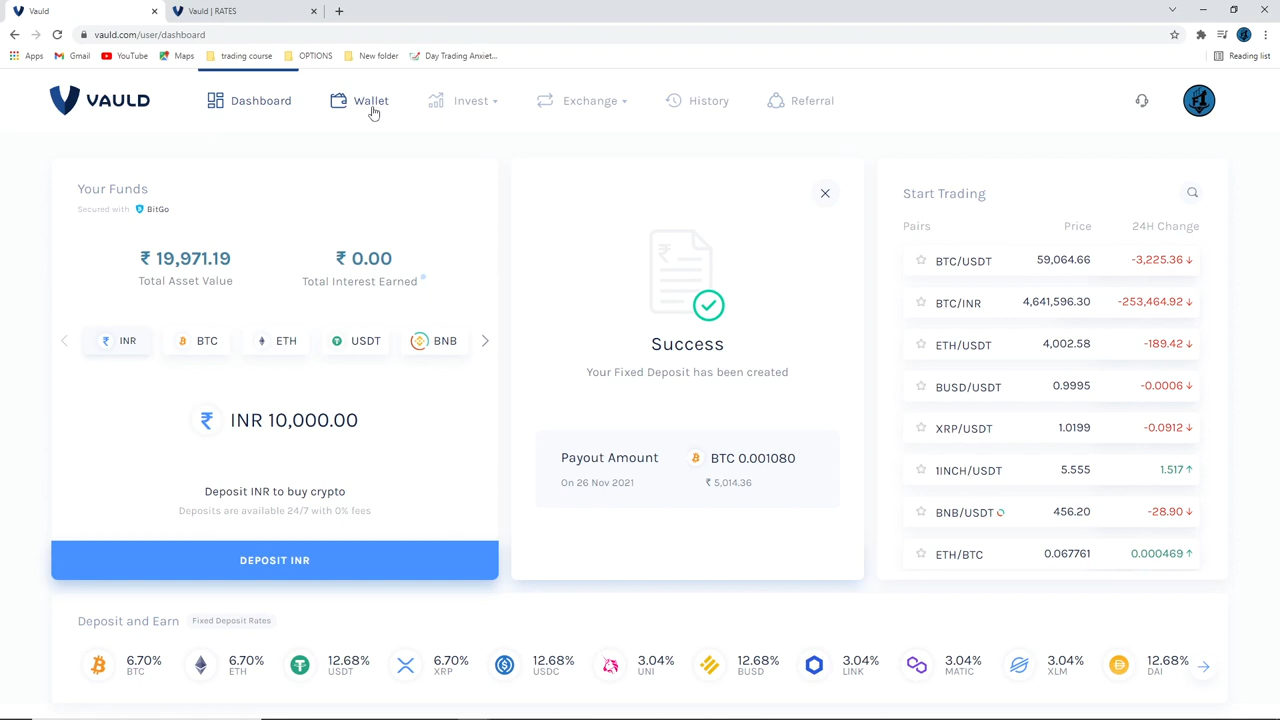 Vauld
Vauld | RATES
vauld.com/user/dashboard
Apps
Gmail
YouTube
Maps
trading course
OPTIONS
New folder
Day Trading Anxiet...
Reading list
VAULD
Dashboard
Wallet
Invest
Exchange
History
Referral
Your Funds
Secured with BitGo
₹ 19,971.19
Total Asset Value
₹ 0.00
Total Interest Earned
₹ INR
BTC
ETH
USDT
BNB
₹ INR 10,000.00
Deposit INR to buy crypto
Deposits are available 24/7 with 0% fees
DEPOSIT INR
Success
Your Fixed Deposit has been created
Payout Amount
BTC 0.001080
On 26 Nov 2021
₹ 5,014.36
Start Trading
Pairs Price 24H Change
BTC/USDT 59,064.66 -3,225.36 ↓
BTC/INR 4,641,596.30 -253,464.92 ↓
ETH/USDT 4,002.58 -189.42 ↓
BUSD/USDT 0.9995 -0.0006 ↓
XRP/USDT 1.0199 -0.0912 ↓
1INCH/USDT 5.555 1.517 ↑
BNB/USDT 456.20 -28.90 ↓
ETH/BTC 0.067761 0.000469 ↑
Deposit and Earn Fixed Deposit Rates
6.70% BTC
6.70% ETH
12.68% USDT
6.70% XRP
12.68% USDC
3.04% UNI
12.68% BUSD
3.04% LINK
3.04% MATIC
3.04% XLM
12.68% DAI